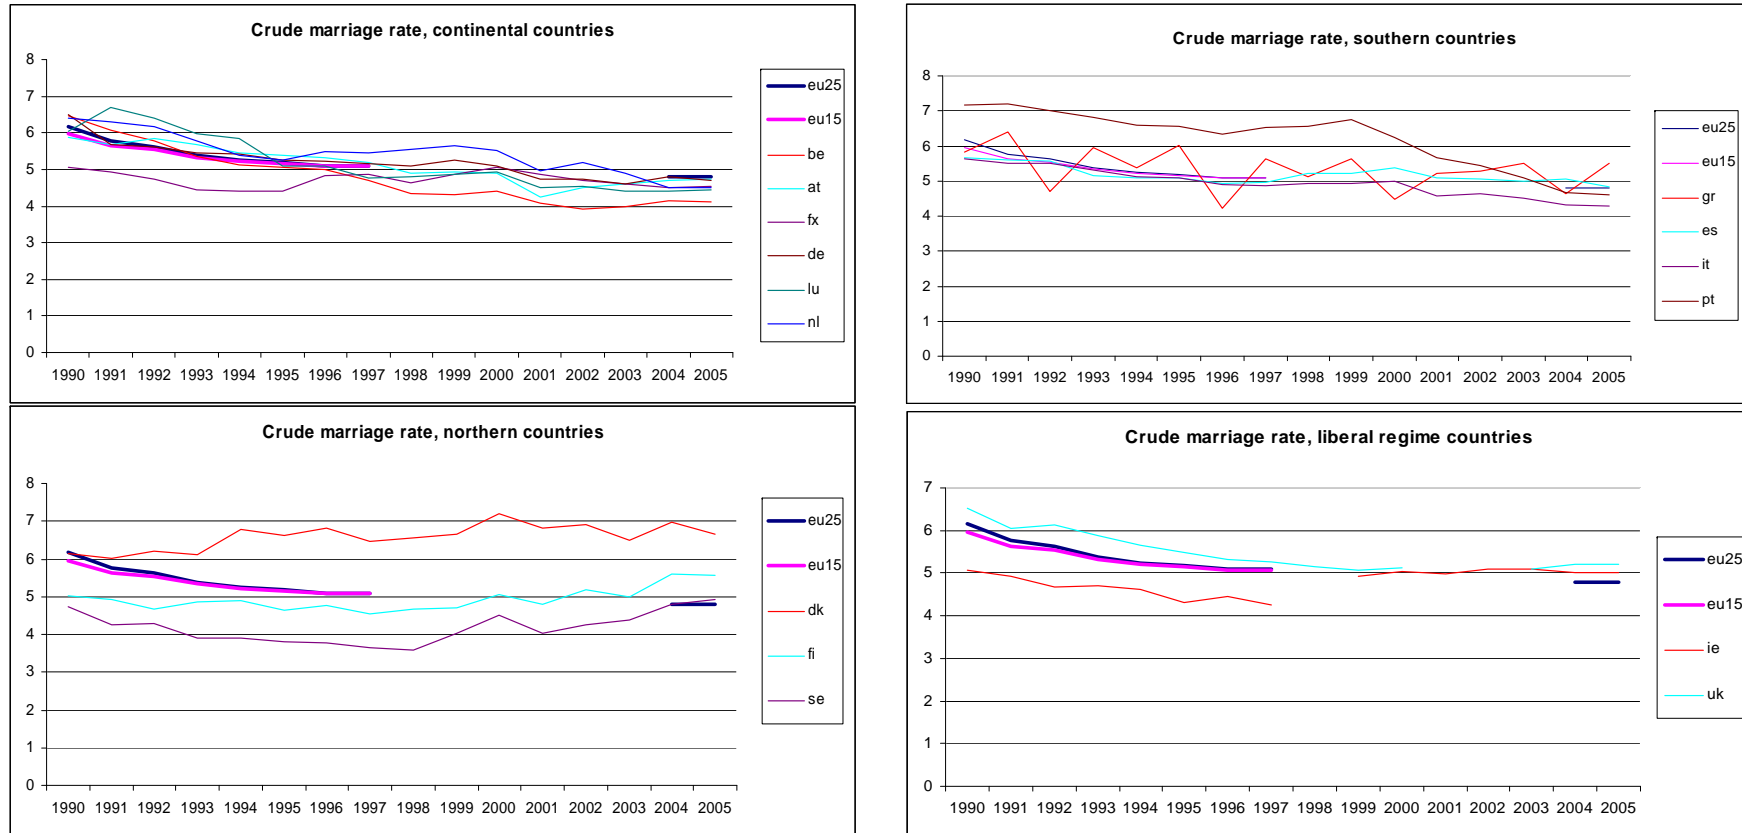 Crude marriage rate, continental countries
8
7
6
5
4
3
2
1
0
1990 1991 1992 1993 1994 1995 1996 1997 1998 1999 2000 2001 2002 2003 2004 2005
eu25
eu15
be
at
fx
de
lu
nl
Crude marriage rate, southern countries
8
7
6
5
4
3
2
1
0
1990 1991 1992 1993 1994 1995 1996 1997 1998 1999 2000 2001 2002 2003 2004 2005
eu25
eu15
gr
es
it
pt
Crude marriage rate, northern countries
8
7
6
5
4
3
2
1
0
1990 1991 1992 1993 1994 1995 1996 1997 1998 1999 2000 2001 2002 2003 2004 2005
eu25
eu15
dk
fi
se
Crude marriage rate, liberal regime countries
7
6
5
4
3
2
1
0
1990 1991 1992 1993 1994 1995 1996 1997 1998 1999 2000 2001 2002 2003 2004 2005
eu25
eu15
ie
uk